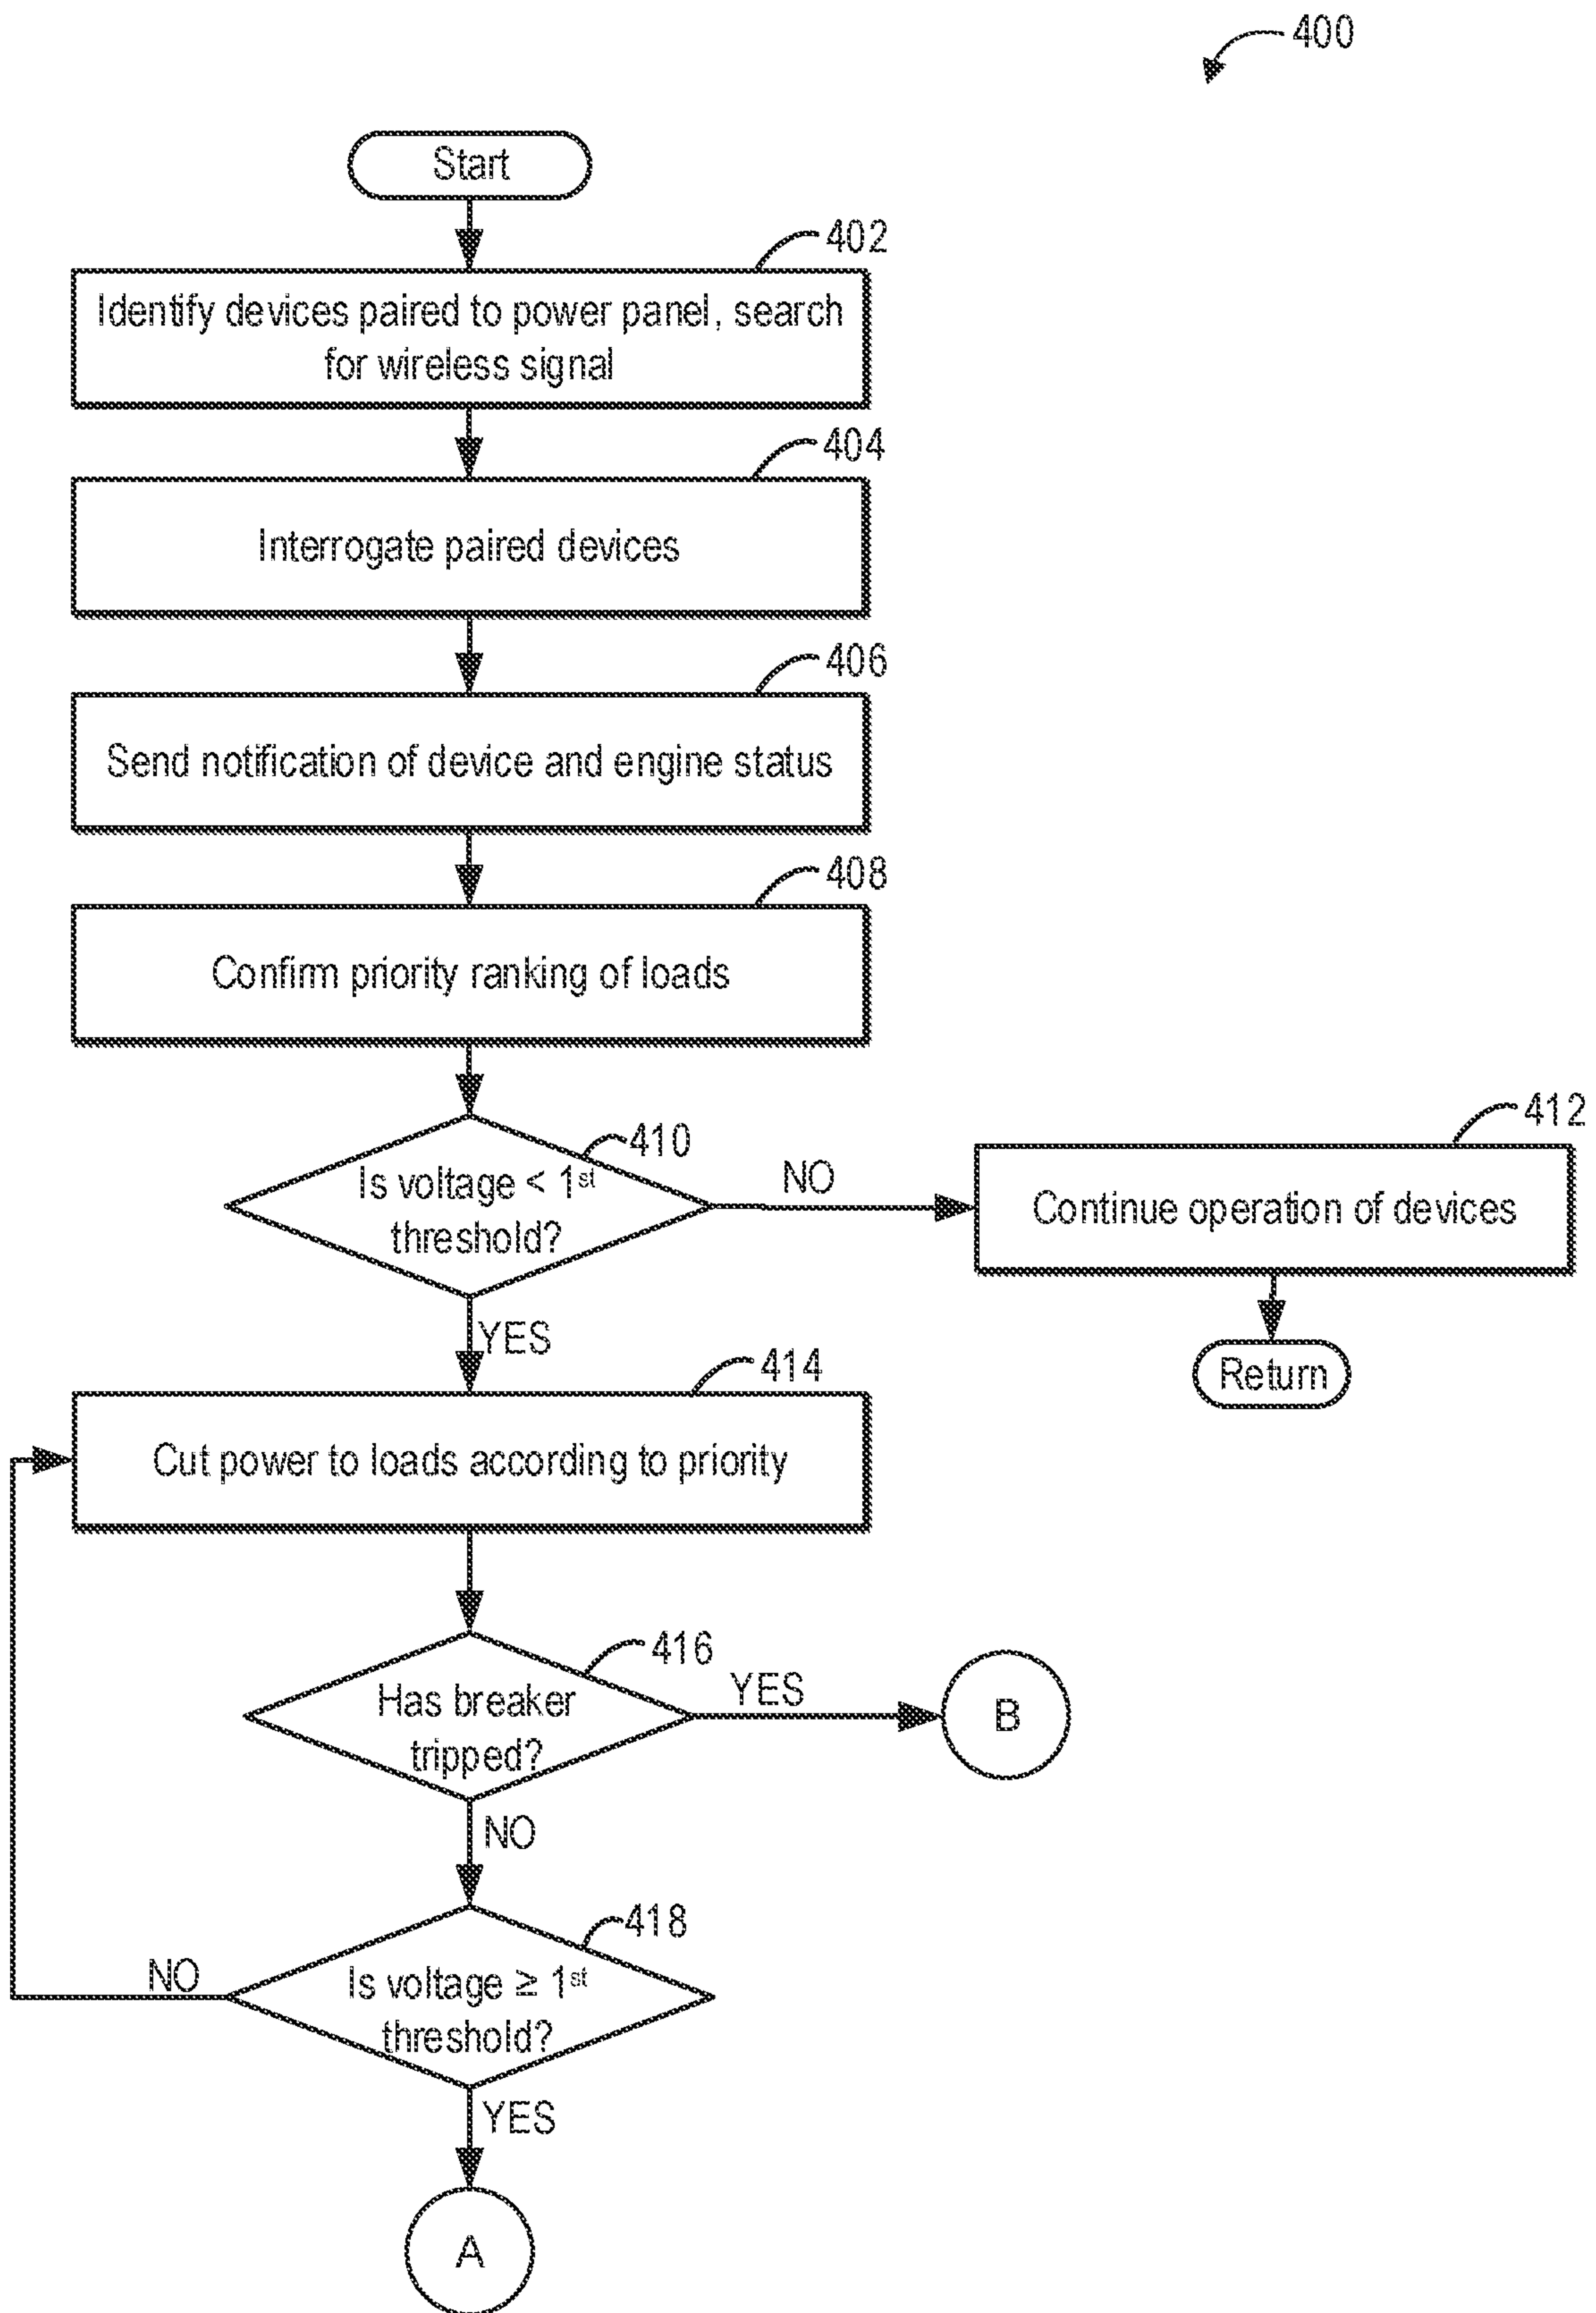 400
Start
402
Identify devices paired to power panel, search
for wireless signal
404
Interrogate paired devices
406
Send notification of device and engine status
408
Confirm priority ranking of loads
410
Is voltage < 1st
threshold?
NO
412
Continue operation of devices
Return
YES
414
Cut power to loads according to priority
416
Has breaker
tripped?
YES
B
NO
418
Is voltage ≥ 1st
threshold?
NO
YES
A